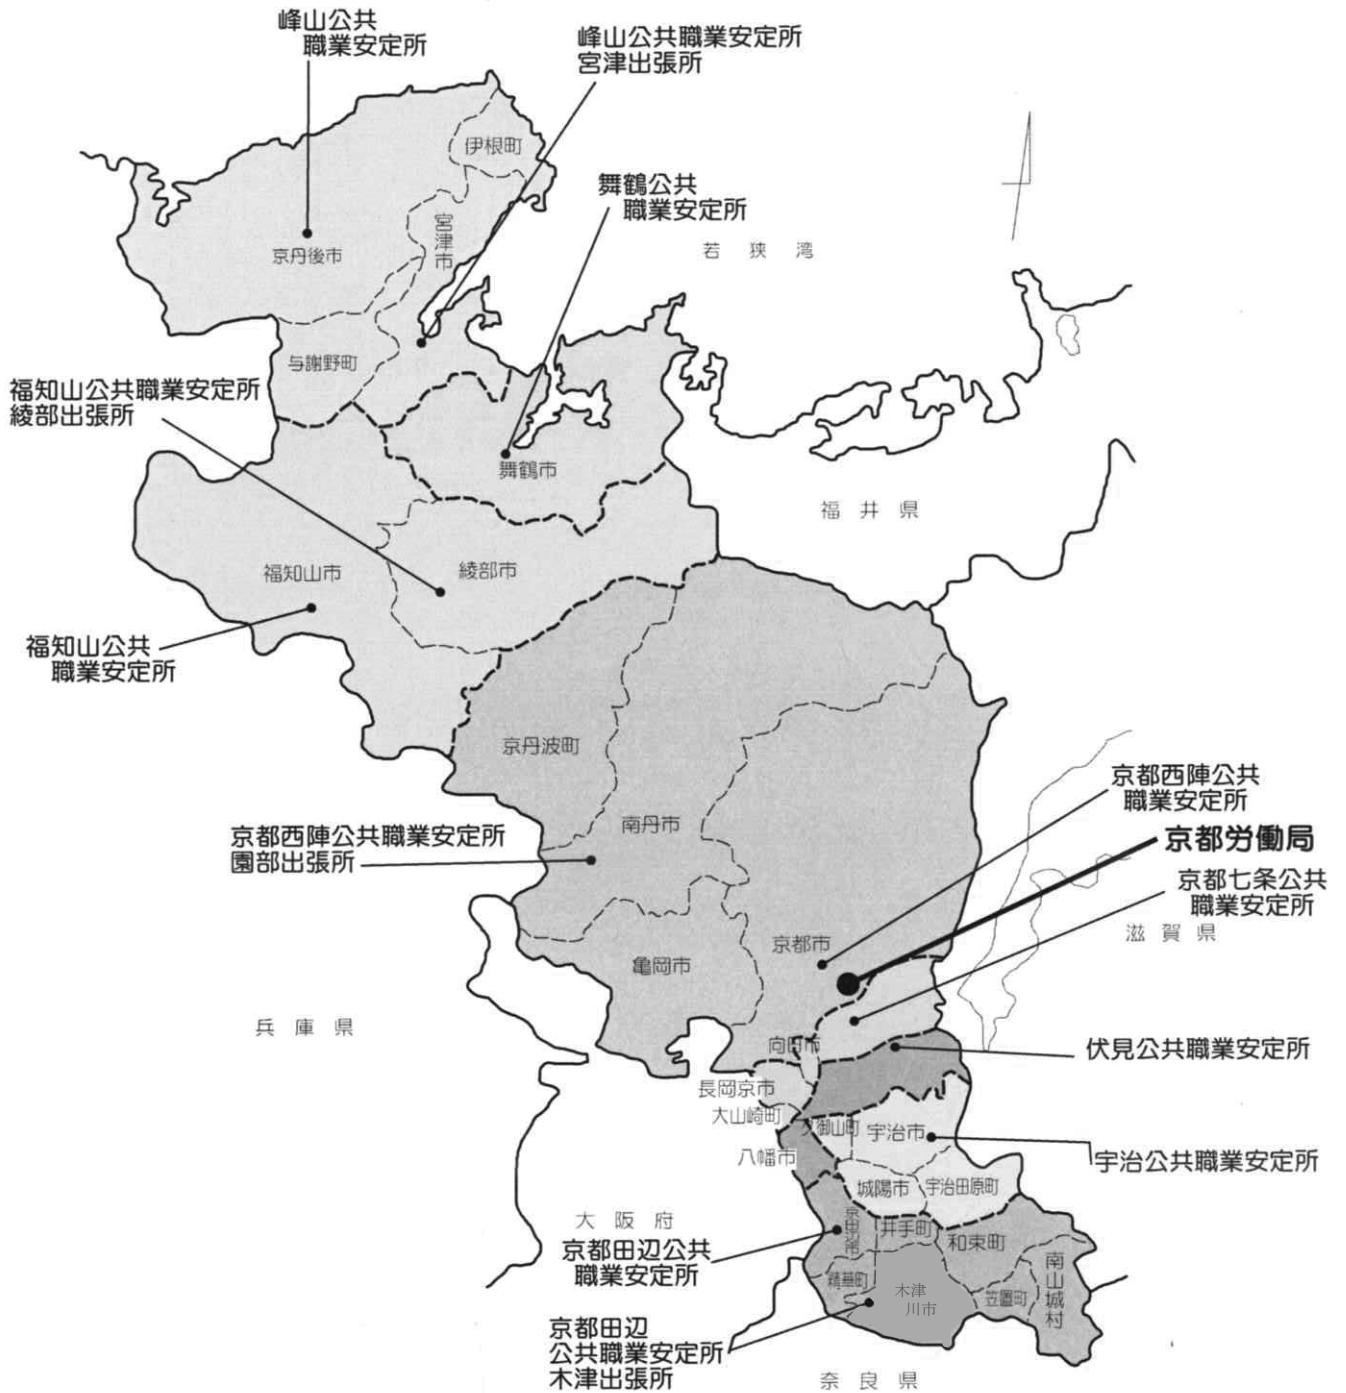 峰山公共
職業安定所
峰山公共職業安定所
宮津出張所
伊根町
舞鶴公共
職業安定所
宮津市
若狭湾
京丹後市
与謝野町
福知山公共職業安定所
綾部出張所
舞鶴市
福井県
福知山市
綾部市
福知山公共
職業安定所
京丹波町
京都西陣公共
職業安定所
南丹市
京都西陣公共職業安定所
園部出張所
京都労働局
京都七条公共
職業安定所
京都市
滋賀県
亀岡市
兵庫県
向日市
伏見公共職業安定所
長岡京市
大山崎町
久御山町
宇治市
八幡市
宇治公共職業安定所
城陽市
宇治田原町
大阪府
京田辺市
井手町
和束町
京都田辺公共
職業安定所
南山城村
精華町
木津
川市
笠置町
京都田辺
公共職業安定所
木津出張所
奈良県